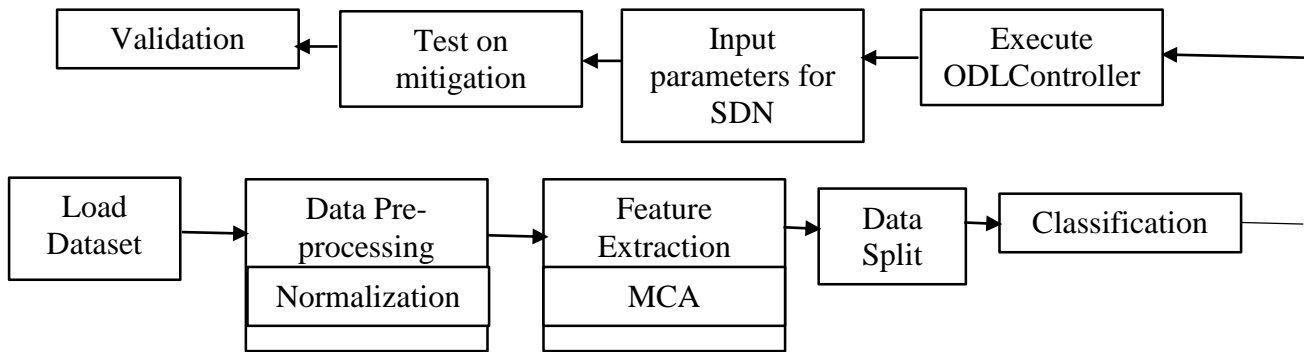 Validation
Test on
mitigation
Input
parameters for
SDN
Execute
ODLController
Load
Dataset
Data Pre-
processing
Normalization
Feature
Extraction
MCA
Data
Split
Classification